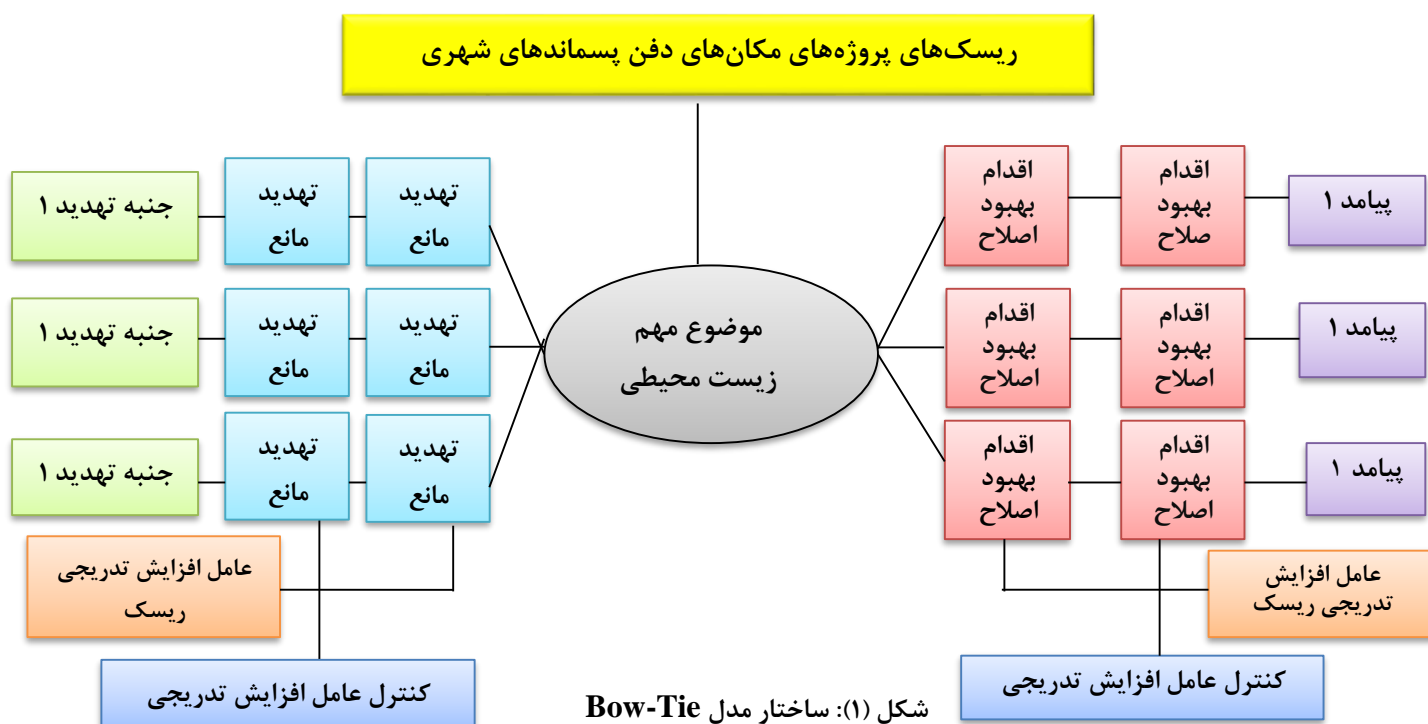 ریسک‌های پروژه‌های مکان‌های دفن پسماندهای شهری
جنبه تهدید ۱
تهدید
مانع
تهدید
مانع
اقدام
بهبود
اصلاح
اقدام
بهبود
صلاح
پیامد ۱
جنبه تهدید ۱
تهدید
مانع
تهدید
مانع
موضوع مهم
زیست محیطی
اقدام
بهبود
اصلاح
اقدام
بهبود
اصلاح
پیامد ۱
جنبه تهدید ۱
تهدید
مانع
تهدید
مانع
اقدام
بهبود
اصلاح
اقدام
بهبود
اصلاح
پیامد ۱
عامل افزایش تدریجی
ریسک
عامل افزایش
تدریجی ریسک
کنترل عامل افزایش تدریجی
کنترل عامل افزایش تدریجی
شکل (۱): ساختار مدل Bow-Tie